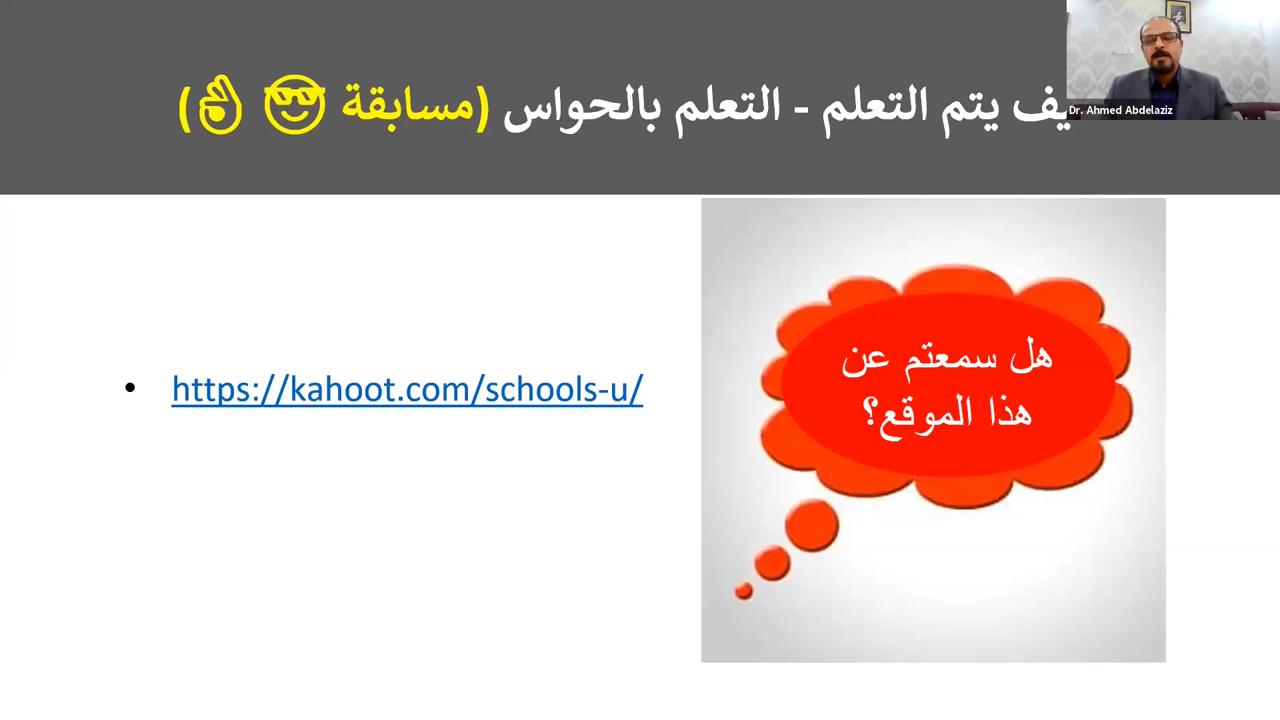 يف يتم التعلم - التعلم بالحواس (مسابقة 😎👌)
Dr. Ahmed Abdelaziz
هل سمعتم عن
هذا الموقع؟
• https://kahoot.com/schools-u/